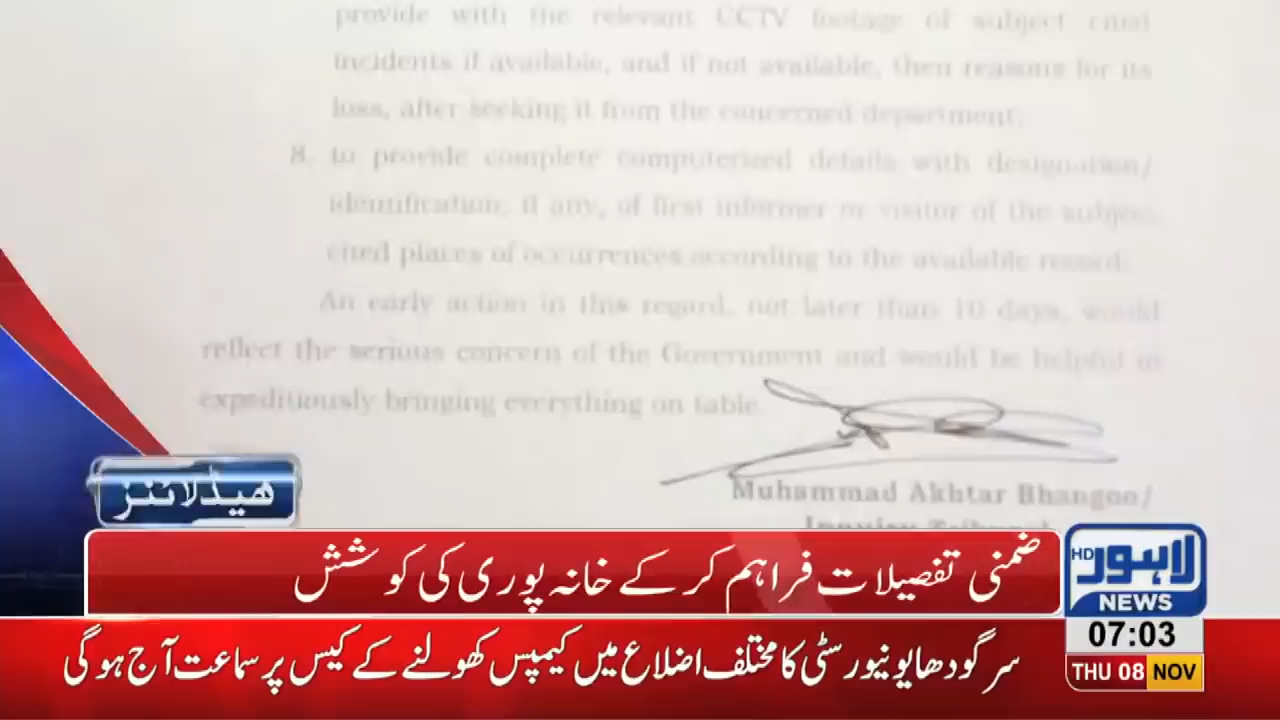 provide with the relevant CCTV footage of subject cited
incidents if available, and if not available, then reasons for its
loss, after seeking it from the concerned department;
8. to provide complete computerized details with designation/
identification, if any, of first informer or visitor of the subject
cited places of occurrences according to the available record;
An early action in this regard, not later than 10 days, would
reflect the serious concern of the Government and would be helpful in
expeditiously bringing everything on table.
Muhammad Akhtar Bhangoo/
ہیڈلائنز
ضمنی تفصیلات فراہم کر کے خانہ پوری کی کوشش
HD لاہور
NEWS
07:03
THU 08 NOV
سرگودھا یونیورسٹی کا مختلف اضلاع میں کیمپس کھولنے کے کیس پر سماعت آج ہو گی